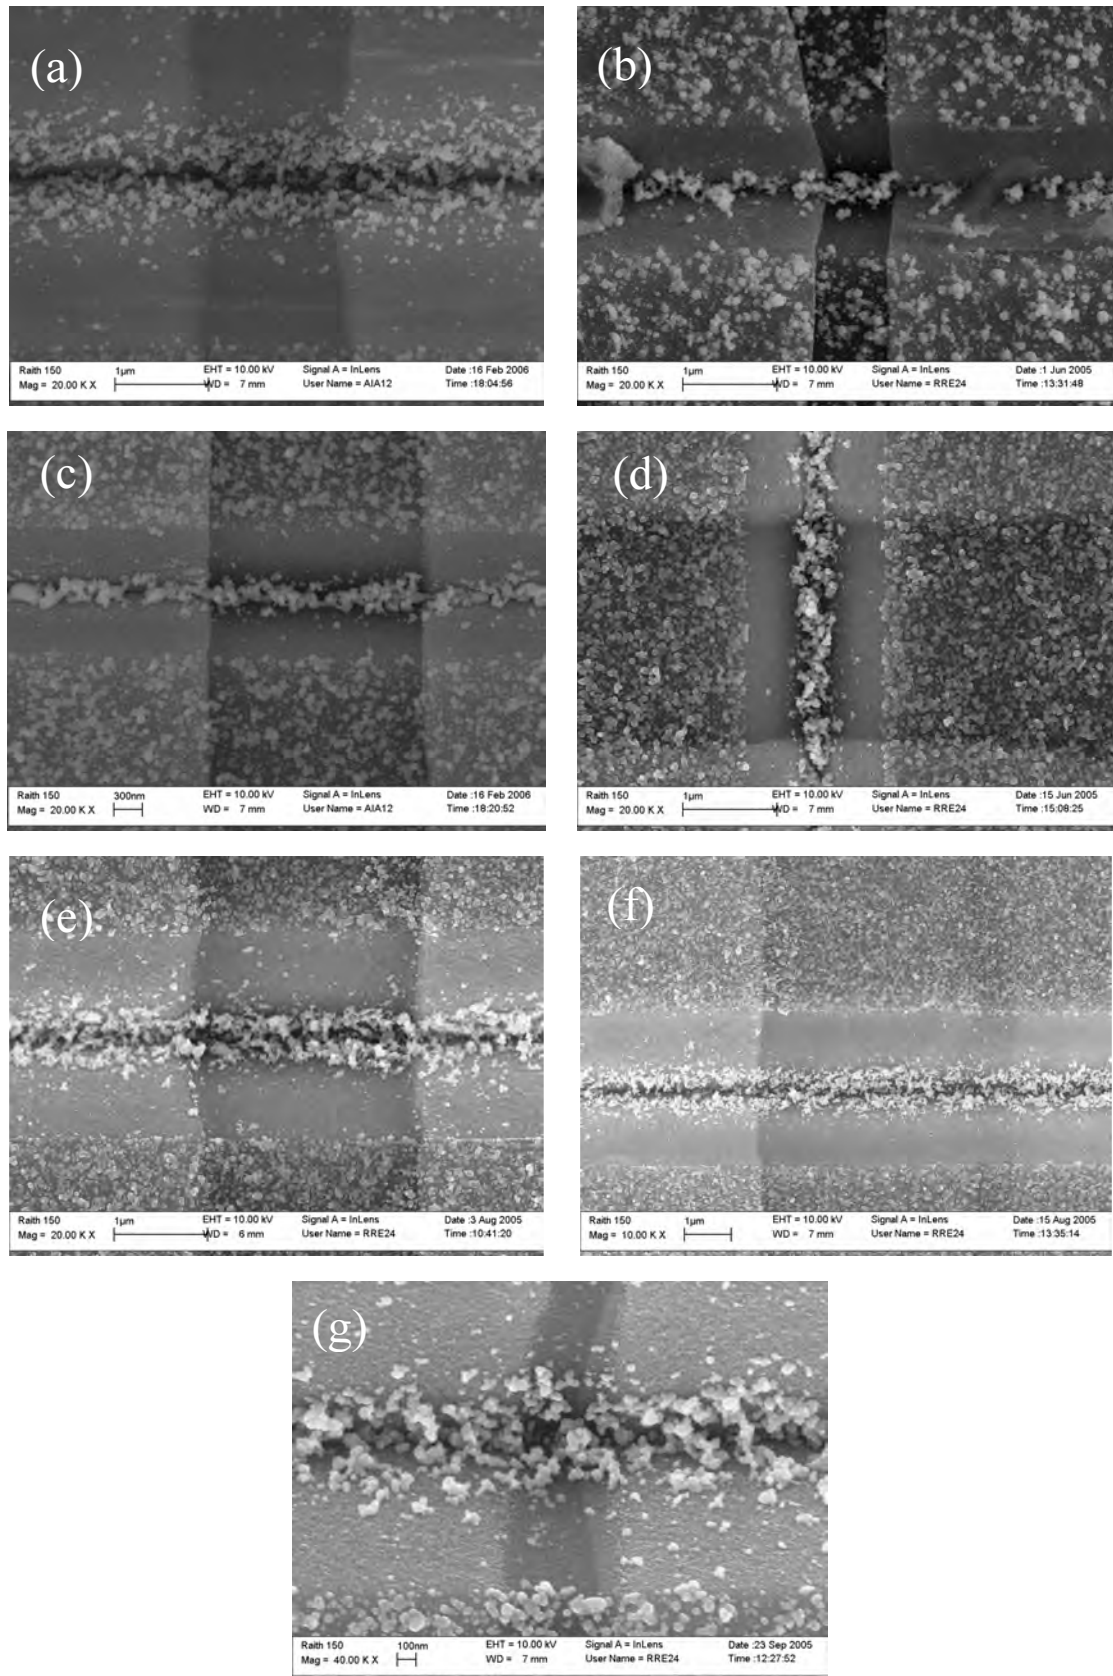 (a)
Raith 150 1µm EHT = 10.00 kV Signal A = InLens Date :16 Feb 2006
Mag = 20.00 K X WD = 7 mm User Name = AIA12 Time :18:04:56
(b)
Raith 150 1µm EHT = 10.00 kV Signal A = InLens Date :1 Jun 2005
Mag = 20.00 K X WD = 7 mm User Name = RRE24 Time :13:31:48
(c)
Raith 150 300nm EHT = 10.00 kV Signal A = InLens Date :16 Feb 2006
Mag = 20.00 K X WD = 7 mm User Name = AIA12 Time :18:20:52
(d)
Raith 150 1µm EHT = 10.00 kV Signal A = InLens Date :15 Jun 2005
Mag = 20.00 K X WD = 7 mm User Name = RRE24 Time :15:08:25
(e)
Raith 150 1µm EHT = 10.00 kV Signal A = InLens Date :3 Aug 2005
Mag = 20.00 K X WD = 6 mm User Name = RRE24 Time :10:41:20
(f)
Raith 150 1µm EHT = 10.00 kV Signal A = InLens Date :15 Aug 2005
Mag = 10.00 K X WD = 7 mm User Name = RRE24 Time :13:35:14
(g)
Raith 150 100nm EHT = 10.00 kV Signal A = InLens Date :23 Sep 2005
Mag = 40.00 K X WD = 7 mm User Name = RRE24 Time :12:27:52